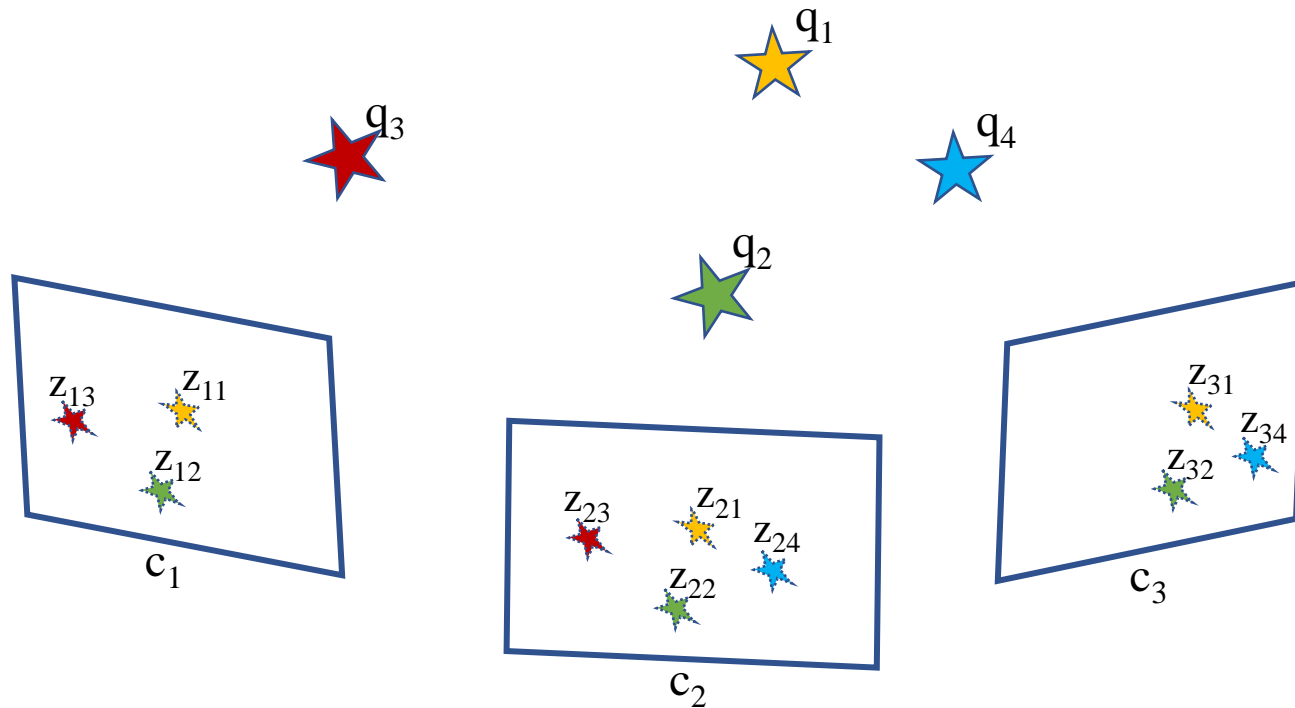 q₁
q₃
q₄
q₂
z₁₃ z₁₁
z₁₂
c₁
z₂₃ z₂₁
z₂₄
z₂₂
c₂
z₃₁
z₃₄
z₃₂
c₃